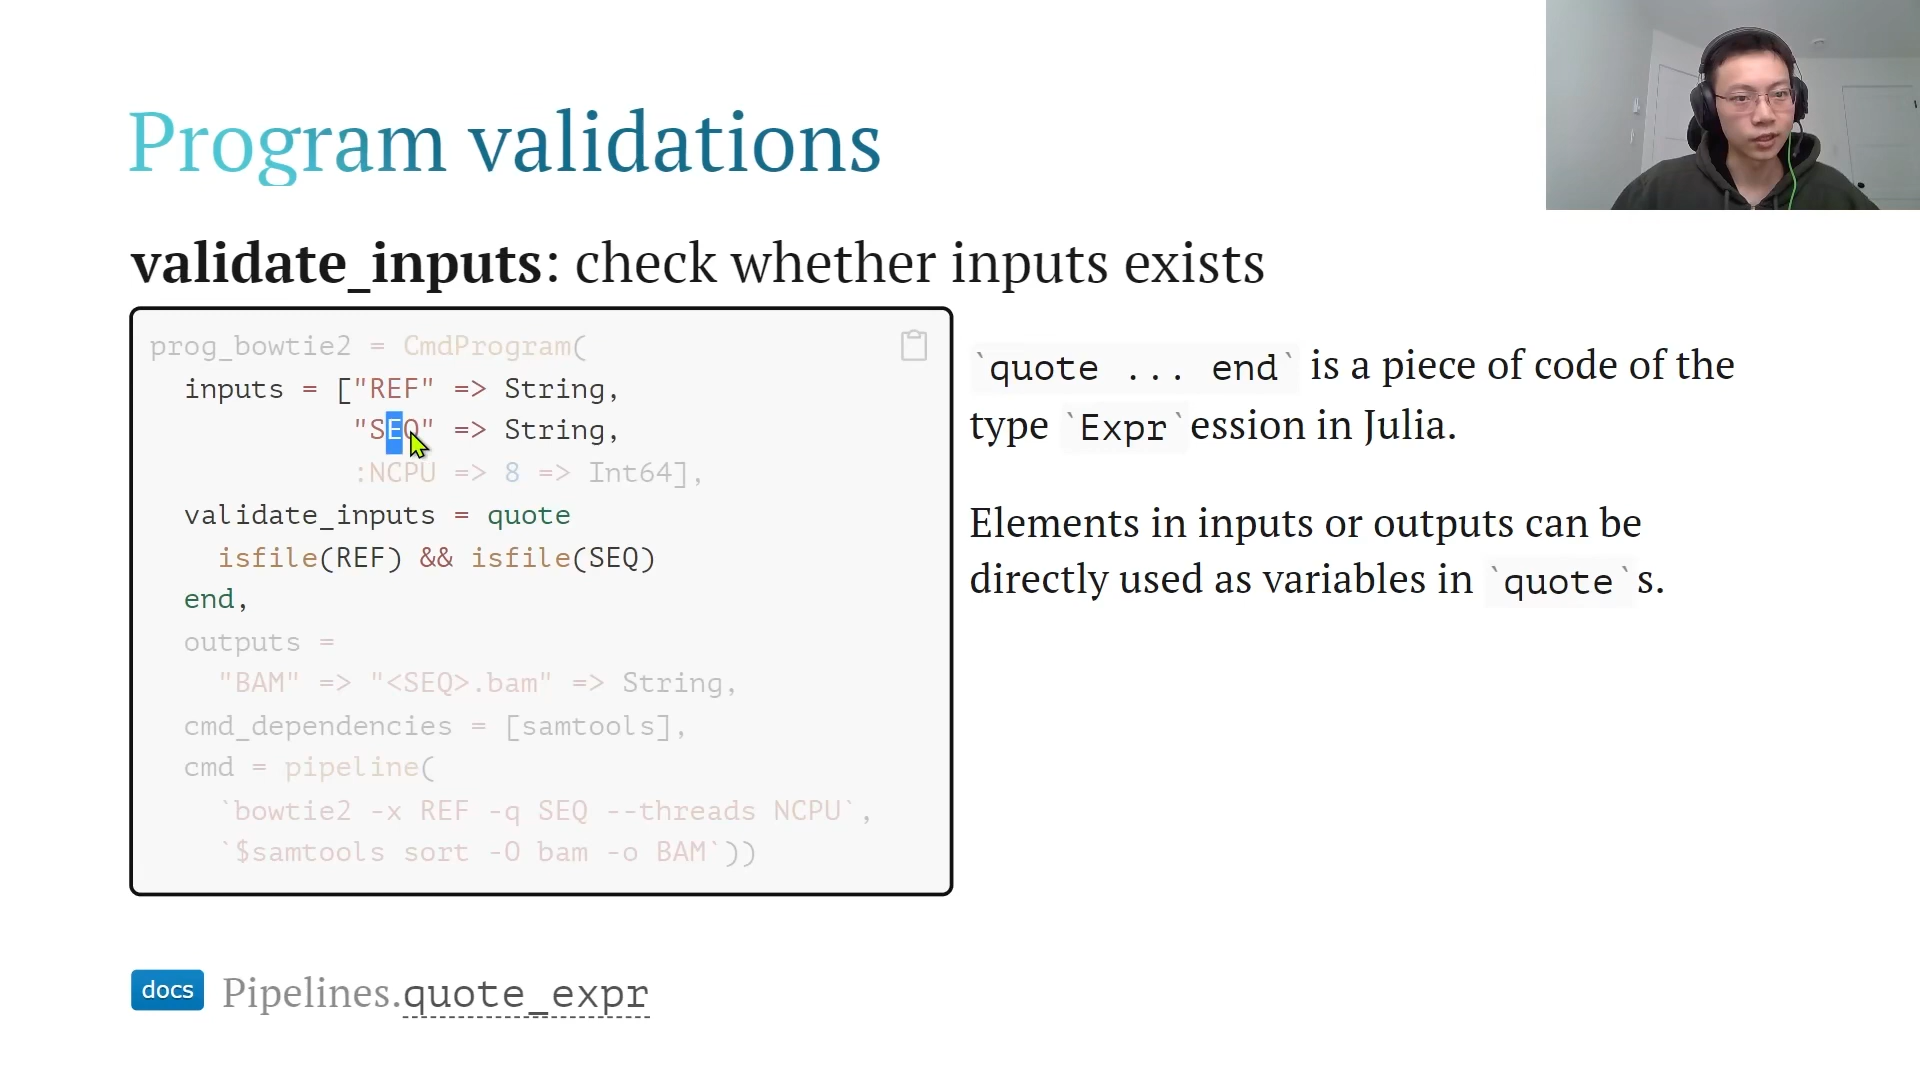 Program validations
validate_inputs: check whether inputs exists
prog_bowtie2 = CmdProgram(
  inputs = ["REF" => String,
            "SEQ" => String,
            :NCPU => 8 => Int64],
  validate_inputs = quote
    isfile(REF) && isfile(SEQ)
  end,
  outputs =
    "BAM" => "<SEQ>.bam" => String,
  cmd_dependencies = [samtools],
  cmd = pipeline(
    `bowtie2 -x REF -q SEQ --threads NCPU`,
    `$samtools sort -O bam -o BAM`))
`quote ... end` is a piece of code of the
type `Expr`ession in Julia.
Elements in inputs or outputs can be
directly used as variables in `quote`s.
docs Pipelines.quote_expr